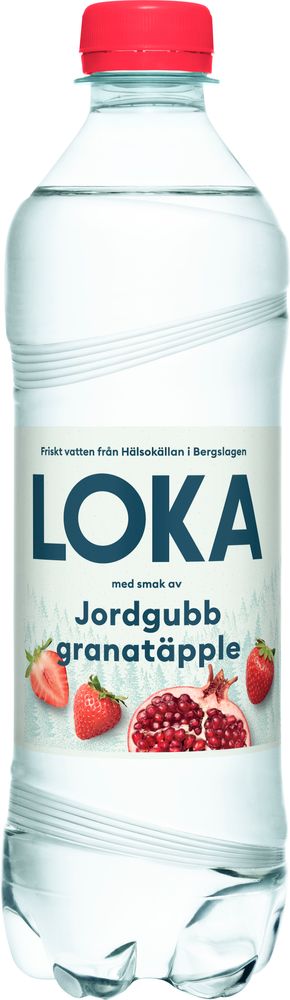 Friskt vatten från Hälsokällan i Bergslagen
LOKA
med smak av
Jordgubb
granatäpple